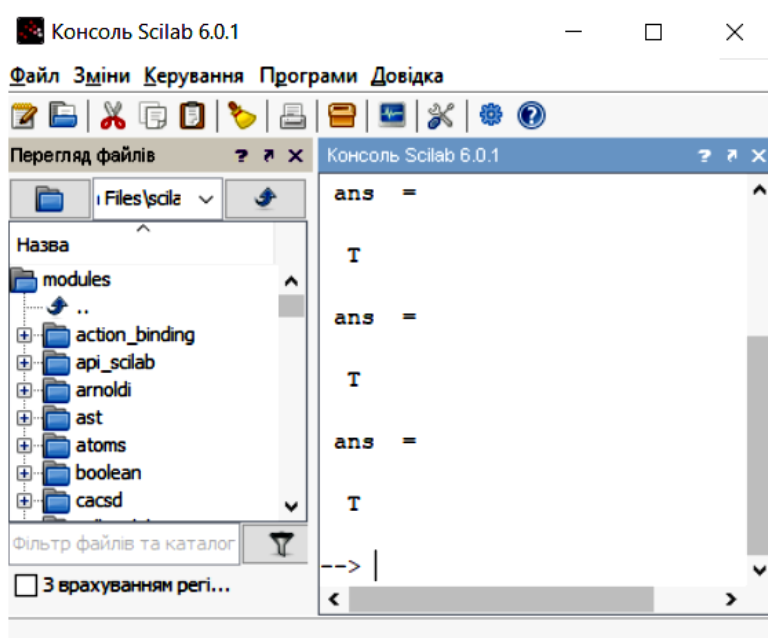 Консоль Scilab 6.0.1
Файл Зміни Керування Програми Довідка
Перегляд файлів
Консоль Scilab 6.0.1
ı Files\scila
Назва
modules
..
action_binding
api_scilab
arnoldi
ast
atoms
boolean
cacsd
Фільтр файлів та каталог
З врахуванням регі...
ans =
T
ans =
T
ans =
T
-->